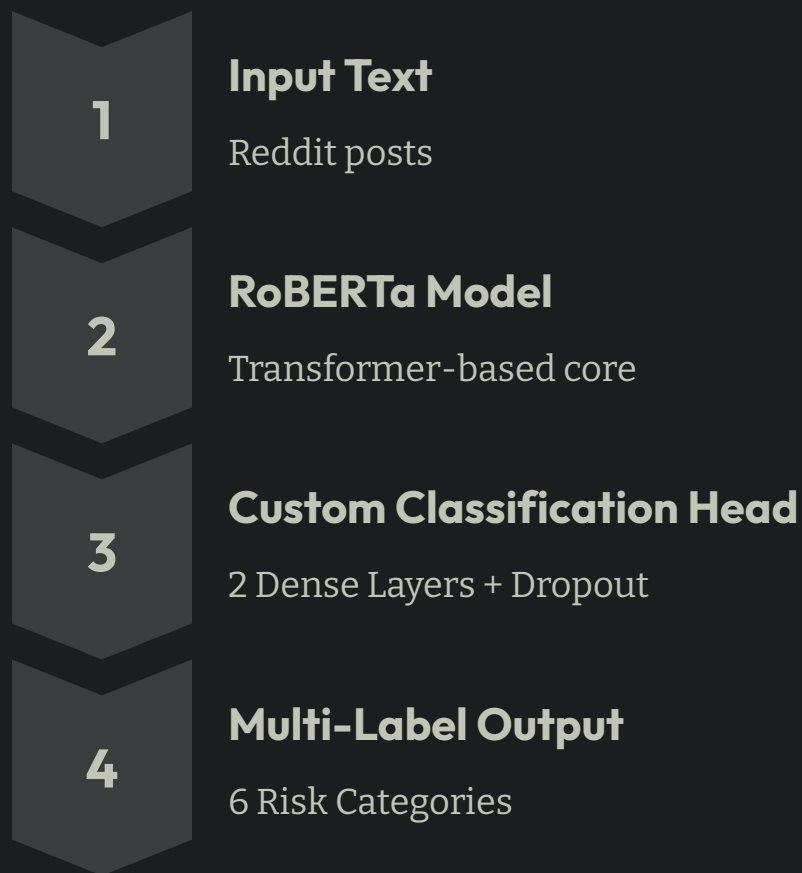 1
Input Text
Reddit posts
2
RoBERTa Model
Transformer-based core
3
Custom Classification Head
2 Dense Layers + Dropout
4
Multi-Label Output
6 Risk Categories